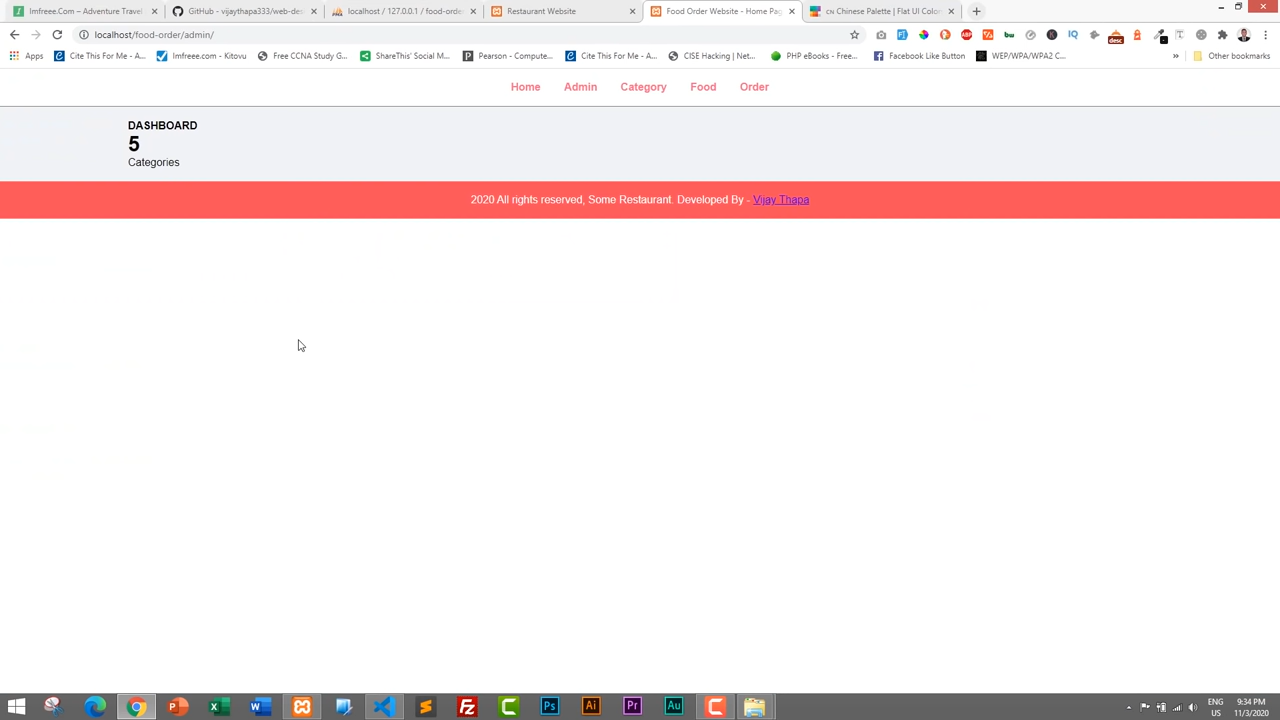 Imfreee.Com – Adventure Travel
GitHub - vijaythapa333/web-des
localhost / 127.0.0.1 / food-orde
Restaurant Website
Food Order Website - Home Pag
CN Chinese Palette | Flat UI Color
localhost/food-order/admin/
Apps
Cite This For Me - A...
Imfreee.com - Kitovu
Free CCNA Study G...
ShareThis' Social M...
Pearson - Compute...
Cite This For Me - A...
CISE Hacking | Net...
PHP eBooks - Free...
Facebook Like Button
WEP/WPA/WPA2 C...
»
Other bookmarks
Home
Admin
Category
Food
Order
DASHBOARD
5
Categories
2020 All rights reserved, Some Restaurant. Developed By - Vijay Thapa
ENG
US
9:34 PM
11/3/2020